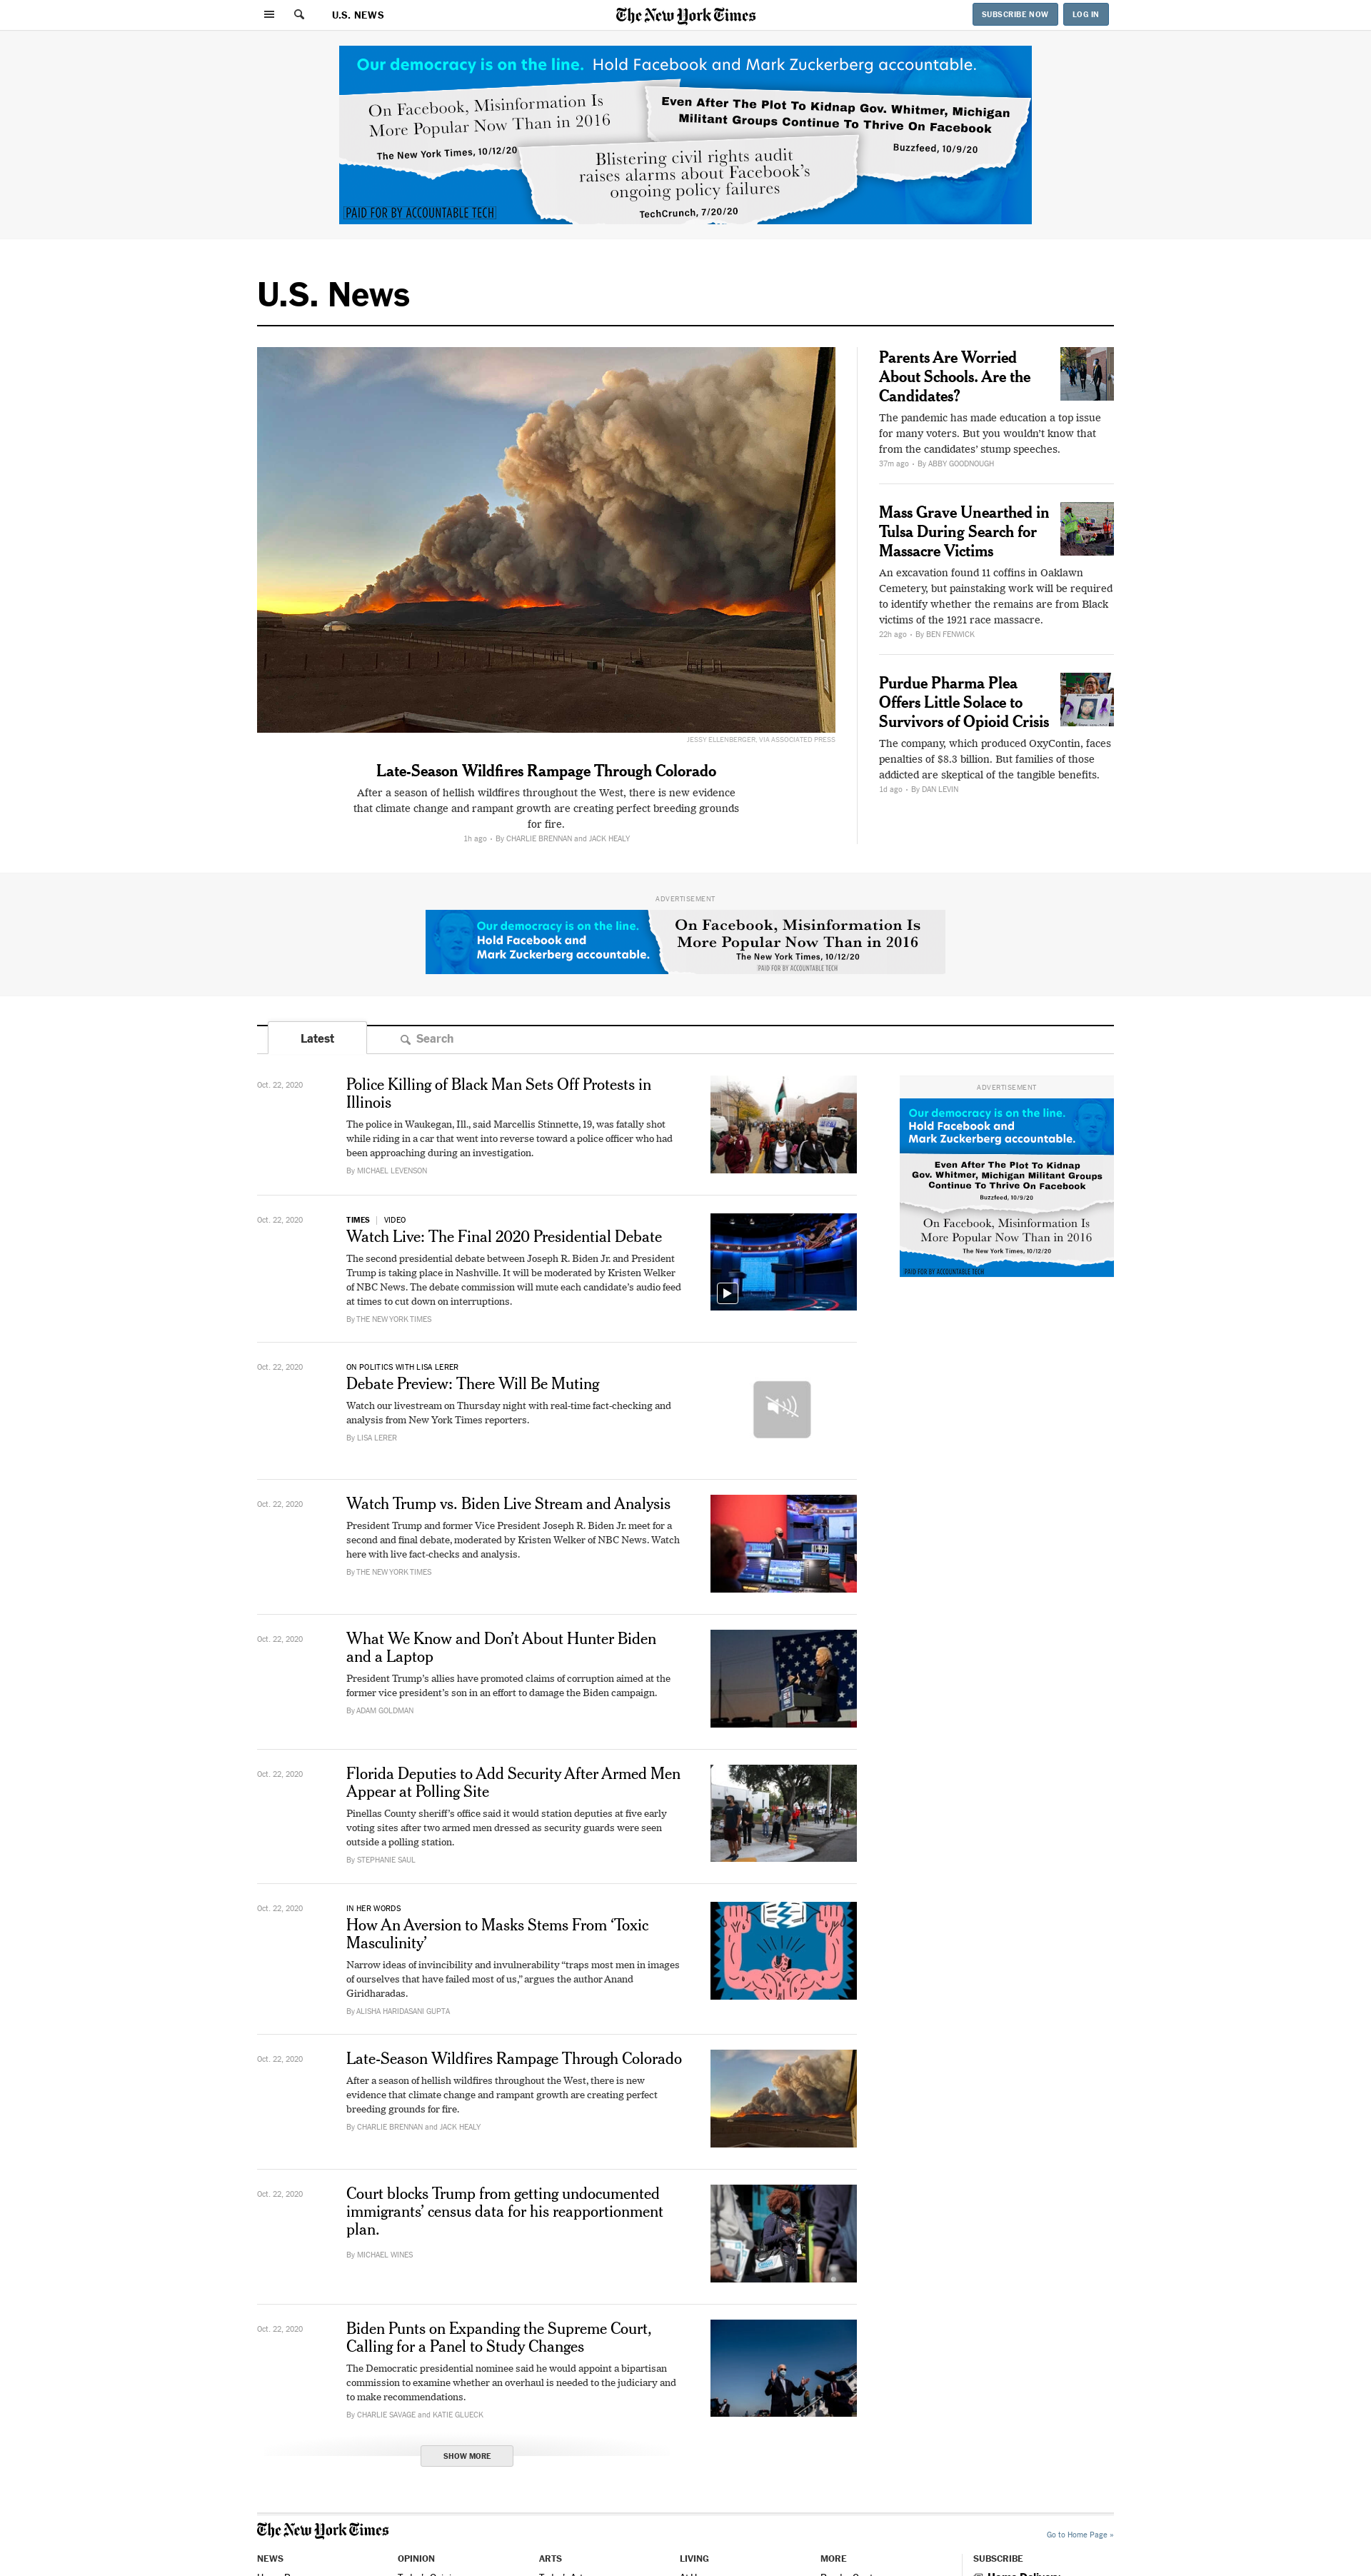 U.S. NEWS
The New York Times
SUBSCRIBE NOW
LOG IN
Our democracy is on the line. Hold Facebook and Mark Zuckerberg accountable.
On Facebook, Misinformation Is
More Popular Now Than in 2016
The New York Times, 10/12/20
Even After The Plot To Kidnap Gov. Whitmer, Michigan
Militant Groups Continue To Thrive On Facebook
Buzzfeed, 10/9/20
Blistering civil rights audit
raises alarms about Facebook's
ongoing policy failures
TechCrunch, 7/20/20
PAID FOR BY ACCOUNTABLE TECH
U.S. News
JESSY ELLENBERGER, VIA ASSOCIATED PRESS
Late-Season Wildfires Rampage Through Colorado
After a season of hellish wildfires throughout the West, there is new evidence
that climate change and rampant growth are creating perfect breeding grounds
for fire.
1h ago • By CHARLIE BRENNAN and JACK HEALY
Parents Are Worried
About Schools. Are the
Candidates?
The pandemic has made education a top issue
for many voters. But you wouldn't know that
from the candidates' stump speeches.
37m ago • By ABBY GOODNOUGH
Mass Grave Unearthed in
Tulsa During Search for
Massacre Victims
An excavation found 11 coffins in Oaklawn
Cemetery, but painstaking work will be required
to identify whether the remains are from Black
victims of the 1921 race massacre.
22h ago • By BEN FENWICK
Purdue Pharma Plea
Offers Little Solace to
Survivors of Opioid Crisis
The company, which produced OxyContin, faces
penalties of $8.3 billion. But families of those
addicted are skeptical of the tangible benefits.
1d ago • By DAN LEVIN
ADVERTISEMENT
Our democracy is on the line.
Hold Facebook and
Mark Zuckerberg accountable.
On Facebook, Misinformation Is
More Popular Now Than in 2016
The New York Times, 10/12/20
PAID FOR BY ACCOUNTABLE TECH
Latest
Search
Oct. 22, 2020
Police Killing of Black Man Sets Off Protests in
Illinois
The police in Waukegan, Ill., said Marcellis Stinnette, 19, was fatally shot
while riding in a car that went into reverse toward a police officer who had
been approaching during an investigation.
By MICHAEL LEVENSON
ADVERTISEMENT
Our democracy is on the line.
Hold Facebook and
Mark Zuckerberg accountable.
Even After The Plot To Kidnap
Gov. Whitmer, Michigan Militant Groups
Continue To Thrive On Facebook
Buzzfeed, 10/9/20
On Facebook, Misinformation Is
More Popular Now Than in 2016
The New York Times, 10/12/20
PAID FOR BY ACCOUNTABLE TECH
Oct. 22, 2020
TIMES | VIDEO
Watch Live: The Final 2020 Presidential Debate
The second presidential debate between Joseph R. Biden Jr. and President
Trump is taking place in Nashville. It will be moderated by Kristen Welker
of NBC News. The debate commission will mute each candidate's audio feed
at times to cut down on interruptions.
By THE NEW YORK TIMES
Oct. 22, 2020
ON POLITICS WITH LISA LERER
Debate Preview: There Will Be Muting
Watch our livestream on Thursday night with real-time fact-checking and
analysis from New York Times reporters.
By LISA LERER
Oct. 22, 2020
Watch Trump vs. Biden Live Stream and Analysis
President Trump and former Vice President Joseph R. Biden Jr. meet for a
second and final debate, moderated by Kristen Welker of NBC News. Watch
here with live fact-checks and analysis.
By THE NEW YORK TIMES
Oct. 22, 2020
What We Know and Don't About Hunter Biden
and a Laptop
President Trump's allies have promoted claims of corruption aimed at the
former vice president's son in an effort to damage the Biden campaign.
By ADAM GOLDMAN
Oct. 22, 2020
Florida Deputies to Add Security After Armed Men
Appear at Polling Site
Pinellas County sheriff's office said it would station deputies at five early
voting sites after two armed men dressed as security guards were seen
outside a polling station.
By STEPHANIE SAUL
Oct. 22, 2020
IN HER WORDS
How An Aversion to Masks Stems From 'Toxic
Masculinity'
Narrow ideas of invincibility and invulnerability "traps most men in images
of ourselves that have failed most of us," argues the author Anand
Giridharadas.
By ALISHA HARIDASANI GUPTA
Oct. 22, 2020
Late-Season Wildfires Rampage Through Colorado
After a season of hellish wildfires throughout the West, there is new
evidence that climate change and rampant growth are creating perfect
breeding grounds for fire.
By CHARLIE BRENNAN and JACK HEALY
Oct. 22, 2020
Court blocks Trump from getting undocumented
immigrants' census data for his reapportionment
plan.
By MICHAEL WINES
Oct. 22, 2020
Biden Punts on Expanding the Supreme Court,
Calling for a Panel to Study Changes
The Democratic presidential nominee said he would appoint a bipartisan
commission to examine whether an overhaul is needed to the judiciary and
to make recommendations.
By CHARLIE SAVAGE and KATIE GLUECK
SHOW MORE
The New York Times
Go to Home Page »
NEWS
OPINION
ARTS
LIVING
MORE
SUBSCRIBE